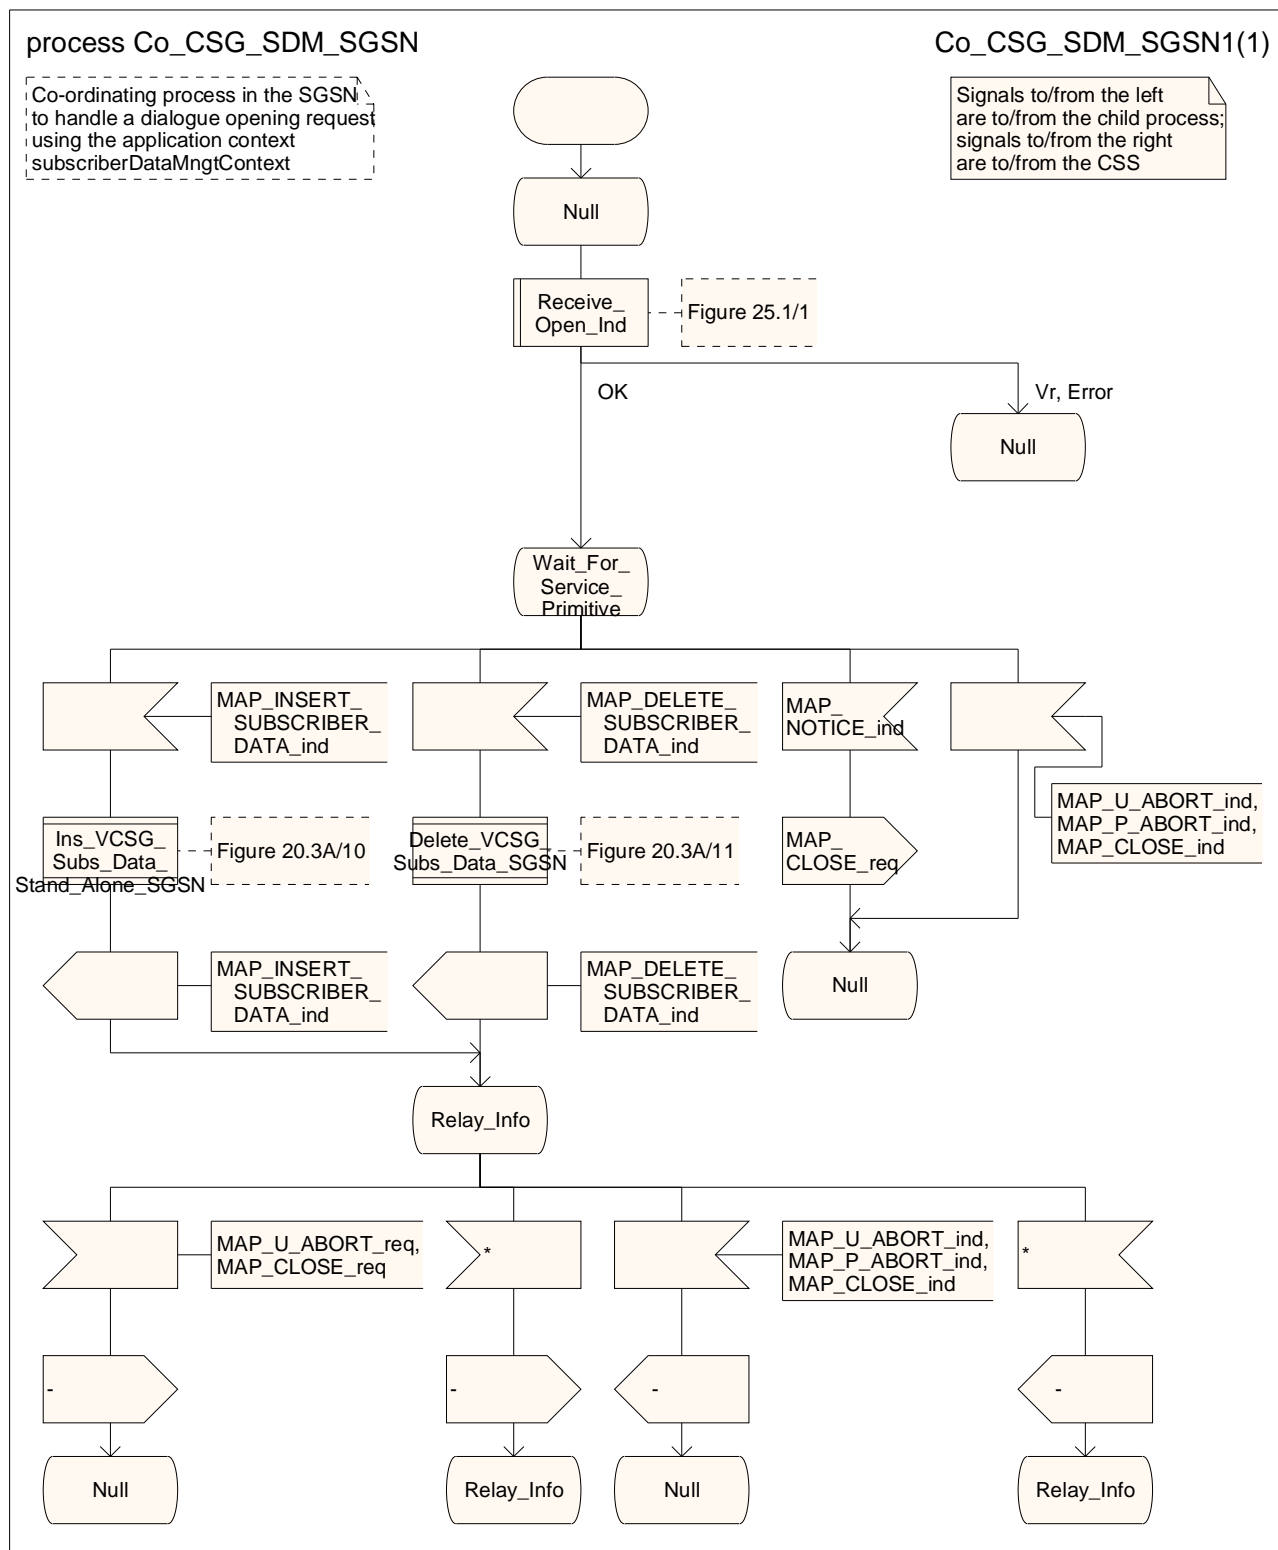 process Co_CSG_SDM_SGSN
Co_CSG_SDM_SGSN1(1)
Co-ordinating process in the SGSN
to handle a dialogue opening request
using the application context
subscriberDataMngtContext
Signals to/from the left
are to/from the child process;
signals to/from the right
are to/from the CSS
Null
Receive_
Open_Ind
Figure 25.1/1
OK
Vr, Error
Null
Wait_For_
Service_
Primitive
MAP_INSERT_
SUBSCRIBER_
DATA_ind
MAP_DELETE_
SUBSCRIBER_
DATA_ind
MAP_
NOTICE_ind
MAP_U_ABORT_ind,
MAP_P_ABORT_ind,
MAP_CLOSE_ind
Ins_VCSG_
Subs_Data_
Stand_Alone_SGSN
Figure 20.3A/10
Delete_VCSG_
Subs_Data_SGSN
Figure 20.3A/11
MAP_
CLOSE_req
MAP_INSERT_
SUBSCRIBER_
DATA_ind
MAP_DELETE_
SUBSCRIBER_
DATA_ind
Null
Relay_Info
MAP_U_ABORT_req,
MAP_CLOSE_req
*
MAP_U_ABORT_ind,
MAP_P_ABORT_ind,
MAP_CLOSE_ind
*
-
-
-
-
Null
Relay_Info
Null
Relay_Info